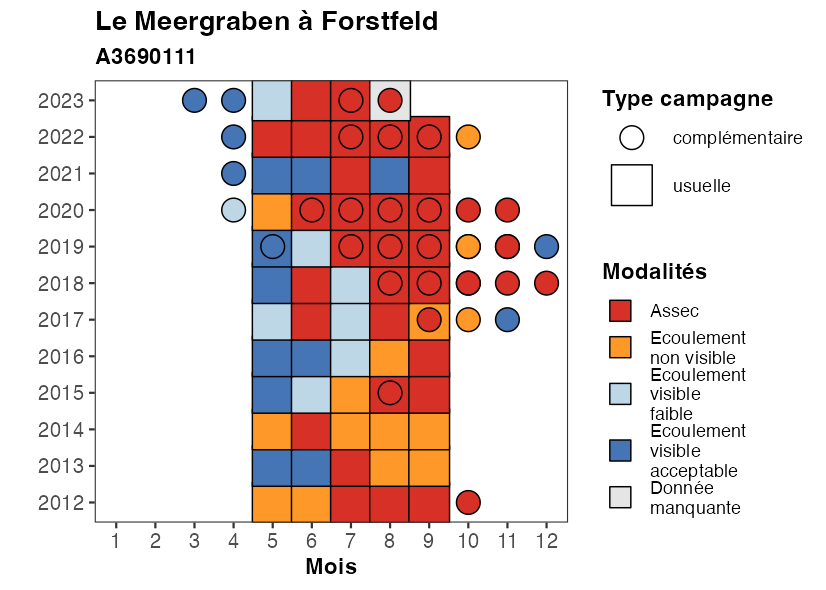 Le Meergraben à Forstfeld
A3690111
2023
2022
2021
2020
2019
2018
2017
2016
2015
2014
2013
2012
1 2 3 4 5 6 7 8 9 10 11 12
Mois
Type campagne
complémentaire
usuelle
Modalités
Assec
Ecoulement
non visible
Ecoulement
visible
faible
Ecoulement
visible
acceptable
Donnée
manquante